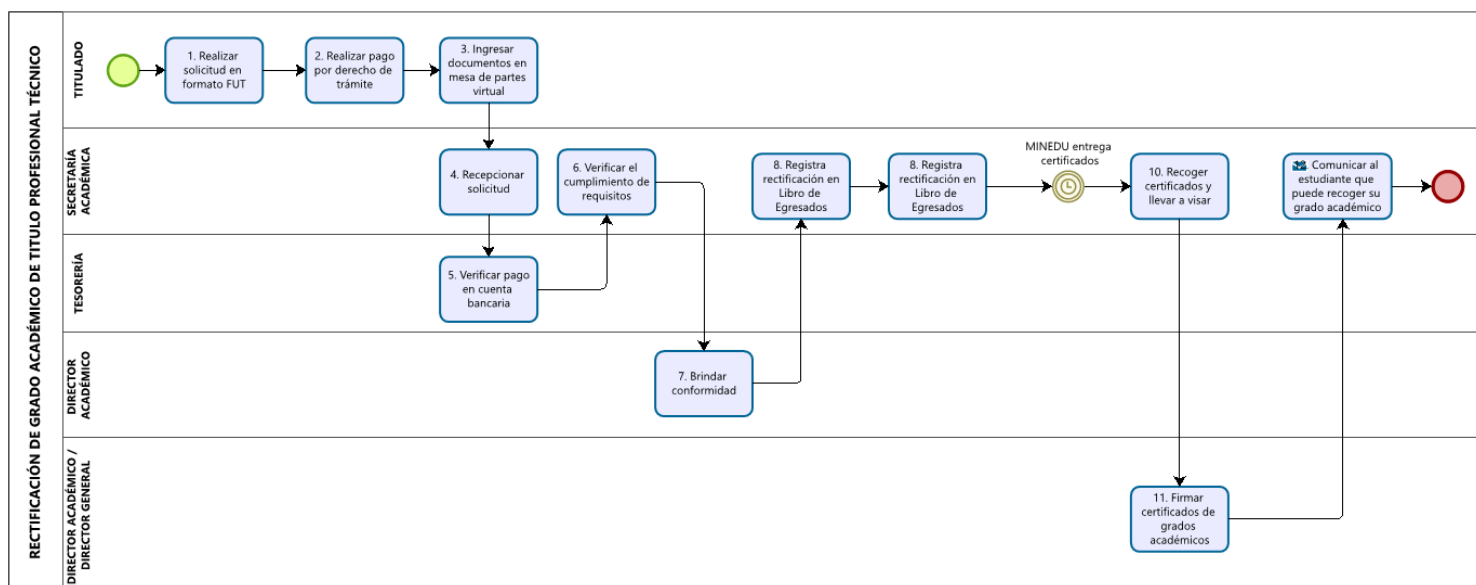 RECTIFICACIÓN DE GRADO ACADÉMICO DE TITULO PROFESIONAL TÉCNICO
TITULADO
1. Realizar
solicitud en
formato FUT
2. Realizar pago
por derecho de
trámite
3. Ingresar
documentos en
mesa de partes
virtual
SECRETARÍA
ACADÉMICA
4. Recepcionar
solicitud
6. Verificar el
cumplimiento de
requisitos
8. Registra
rectificación en
Libro de
Egresados
8. Registra
rectificación en
Libro de
Egresados
MINEDU entrega
certificados
10. Recoger
certificados y
llevar a visar
Comunicar al
estudiante que
puede recoger su
grado académico
TESORERÍA
5. Verificar pago
en cuenta
bancaria
DIRECTOR
ACADÉMICO
7. Brindar
conformidad
DIRECTOR ACADÉMICO /
DIRECTOR GENERAL
11. Firmar
certificados de
grados
académicos